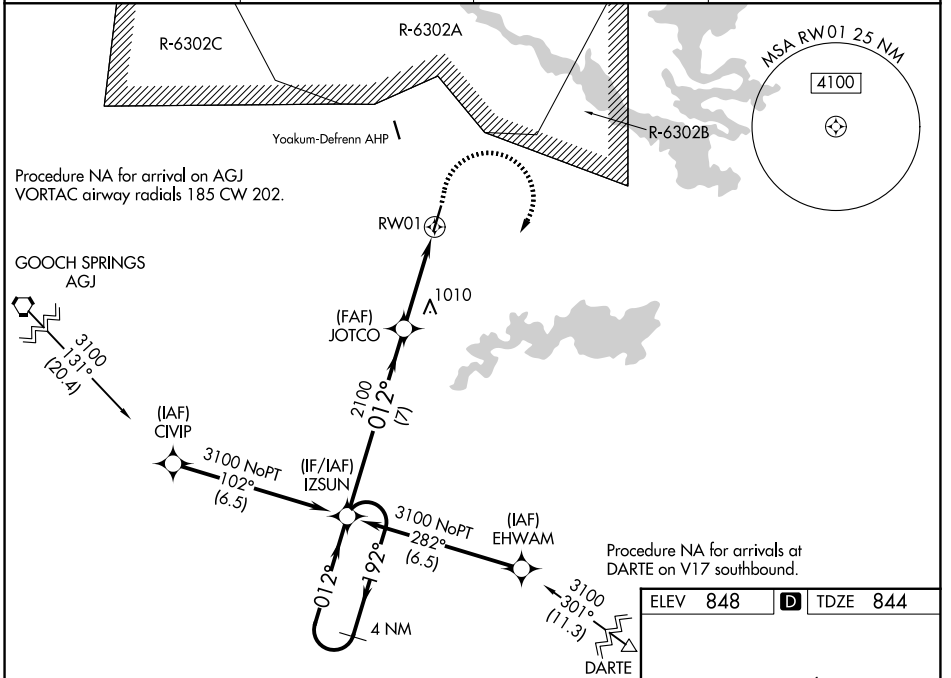 R-6302C
R-6302A
MSA RW01 25 NM
4100
R-6302B
Yoakum-Defrenn AHP
Procedure NA for arrival on AGJ
VORTAC airway radials 185 CW 202.
RW01
GOOCH SPRINGS
AGJ
1010
(FAF)
JOTCO
3100
131°
(20.4)
2100
012°
(7)
(IAF)
CIVIP
3100 NoPT
102°
(6.5)
(IF/IAF)
IZSUN
3100 NoPT
282°
(6.5)
(IAF)
EHWAM
Procedure NA for arrivals at
DARTE on V17 southbound.
012°
192°
4 NM
3100
301°
(11.3)
DARTE
ELEV 848 D TDZE 844